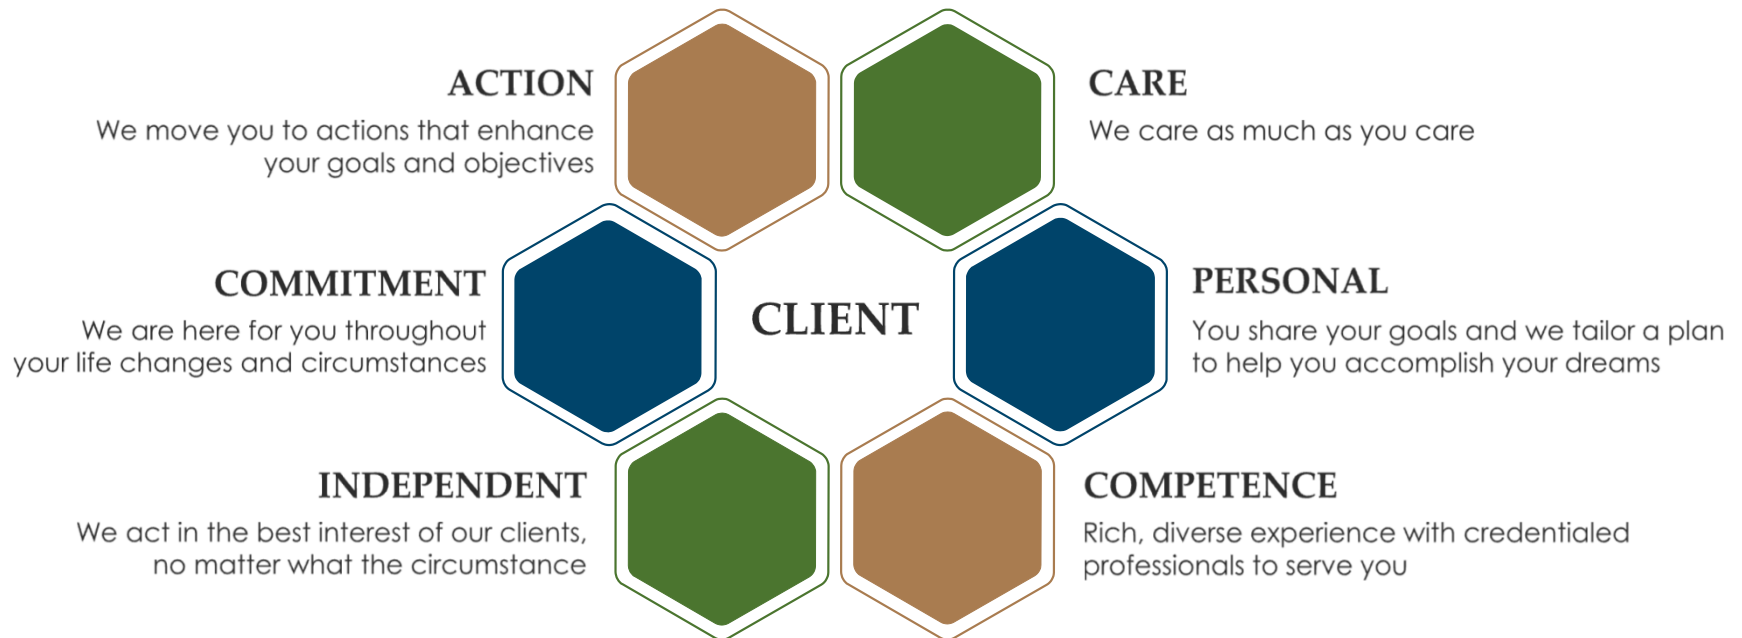 ACTION
We move you to actions that enhance
your goals and objectives
CARE
We care as much as you care
COMMITMENT
We are here for you throughout
your life changes and circumstances
CLIENT
PERSONAL
You share your goals and we tailor a plan
to help you accomplish your dreams
INDEPENDENT
We act in the best interest of our clients,
no matter what the circumstance
COMPETENCE
Rich, diverse experience with credentialed
professionals to serve you